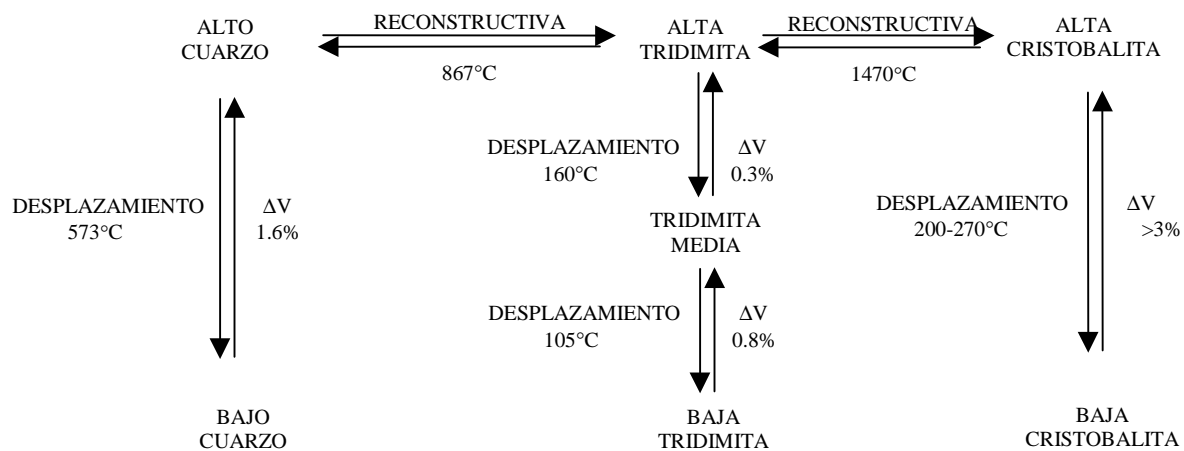 ALTO
CUARZO
RECONSTRUCTIVA
867°C
ALTA
TRIDIMITA
RECONSTRUCTIVA
1470°C
ALTA
CRISTOBALITA
DESPLAZAMIENTO
573°C
ΔV
1.6%
DESPLAZAMIENTO
160°C
ΔV
0.3%
TRIDIMITA
MEDIA
DESPLAZAMIENTO
105°C
ΔV
0.8%
DESPLAZAMIENTO
200-270°C
ΔV
>3%
BAJO
CUARZO
BAJA
TRIDIMITA
BAJA
CRISTOBALITA